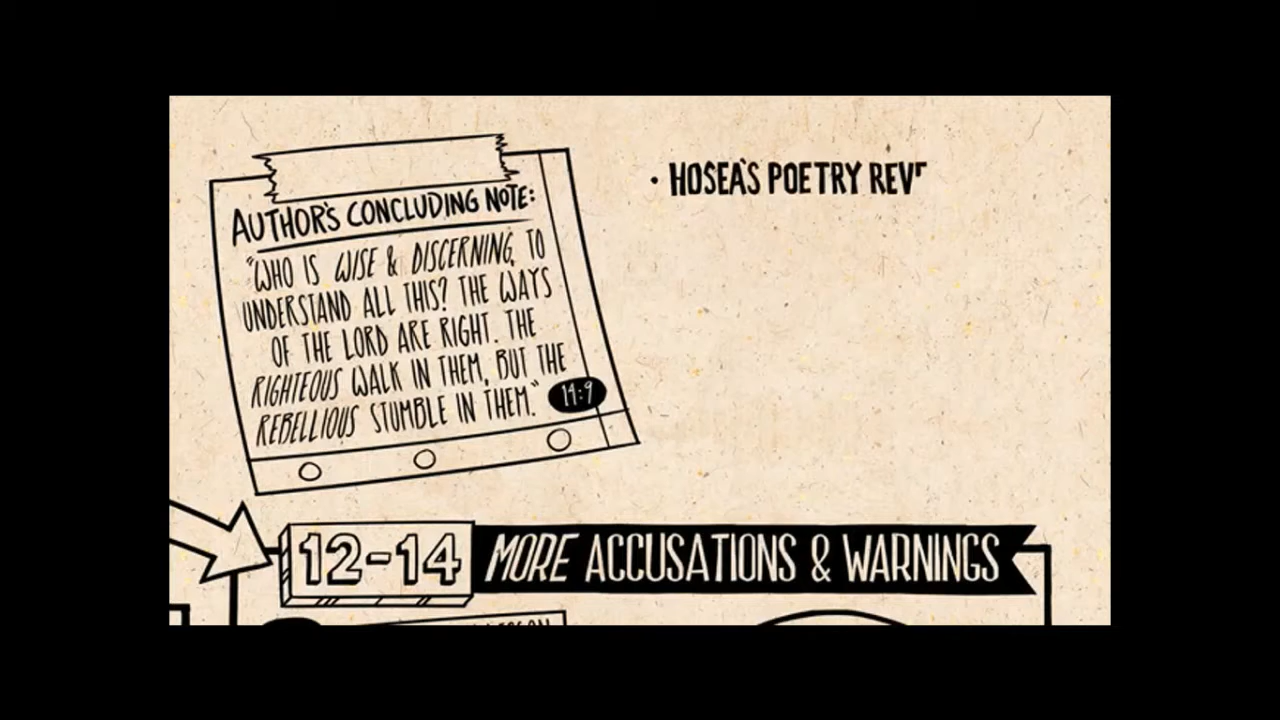 AUTHOR'S CONCLUDING NOTE:
"WHO IS WISE & DISCERNING, TO
UNDERSTAND ALL THIS? THE WAYS
OF THE LORD ARE RIGHT. THE
RIGHTEOUS WALK IN THEM, BUT THE
REBELLIOUS STUMBLE IN THEM."
14:9
• HOSEA'S POETRY
12-14 MORE ACCUSATIONS & WARNINGS